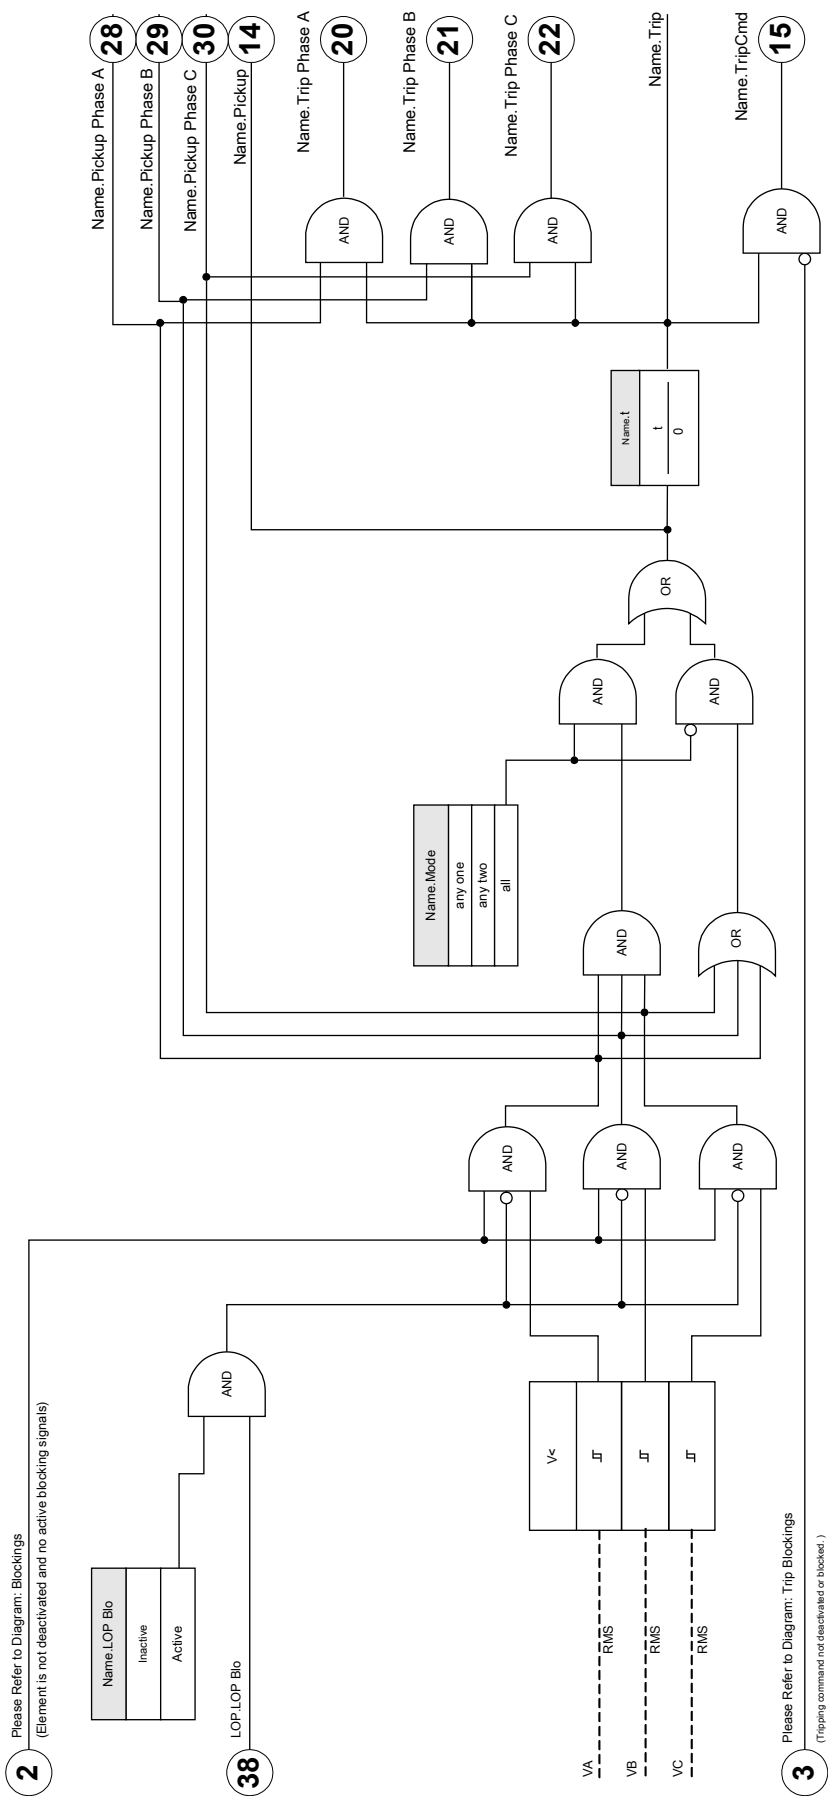 2
Please Refer to Diagram: Blockings
(Element is not deactivated and no active blocking signals)
Name.LOP Blo
Inactive
Active
38
LOP.LOP Blo
AND
VA
RMS
VB
RMS
VC
RMS
V<
AND
AND
AND
3
Please Refer to Diagram: Trip Blockings
(Tripping command not deactivated or blocked. )
AND
OR
Name.Mode
any one
any two
all
AND
AND
OR
Name.t
t
0
AND
AND
AND
AND
Name.Pickup Phase A
28
Name.Pickup Phase B
29
Name.Pickup Phase C
30
Name.Pickup
14
Name.Trip Phase A
20
Name.Trip Phase B
21
Name.Trip Phase C
22
Name.Trip
Name.TripCmd
15